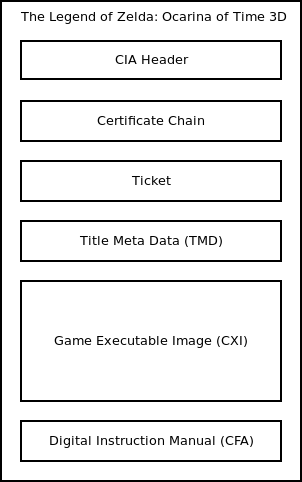 The Legend of Zelda: Ocarina of Time 3D
CIA Header
Certificate Chain
Ticket
Title Meta Data (TMD)
Game Executable Image (CXI)
Digital Instruction Manual (CFA)